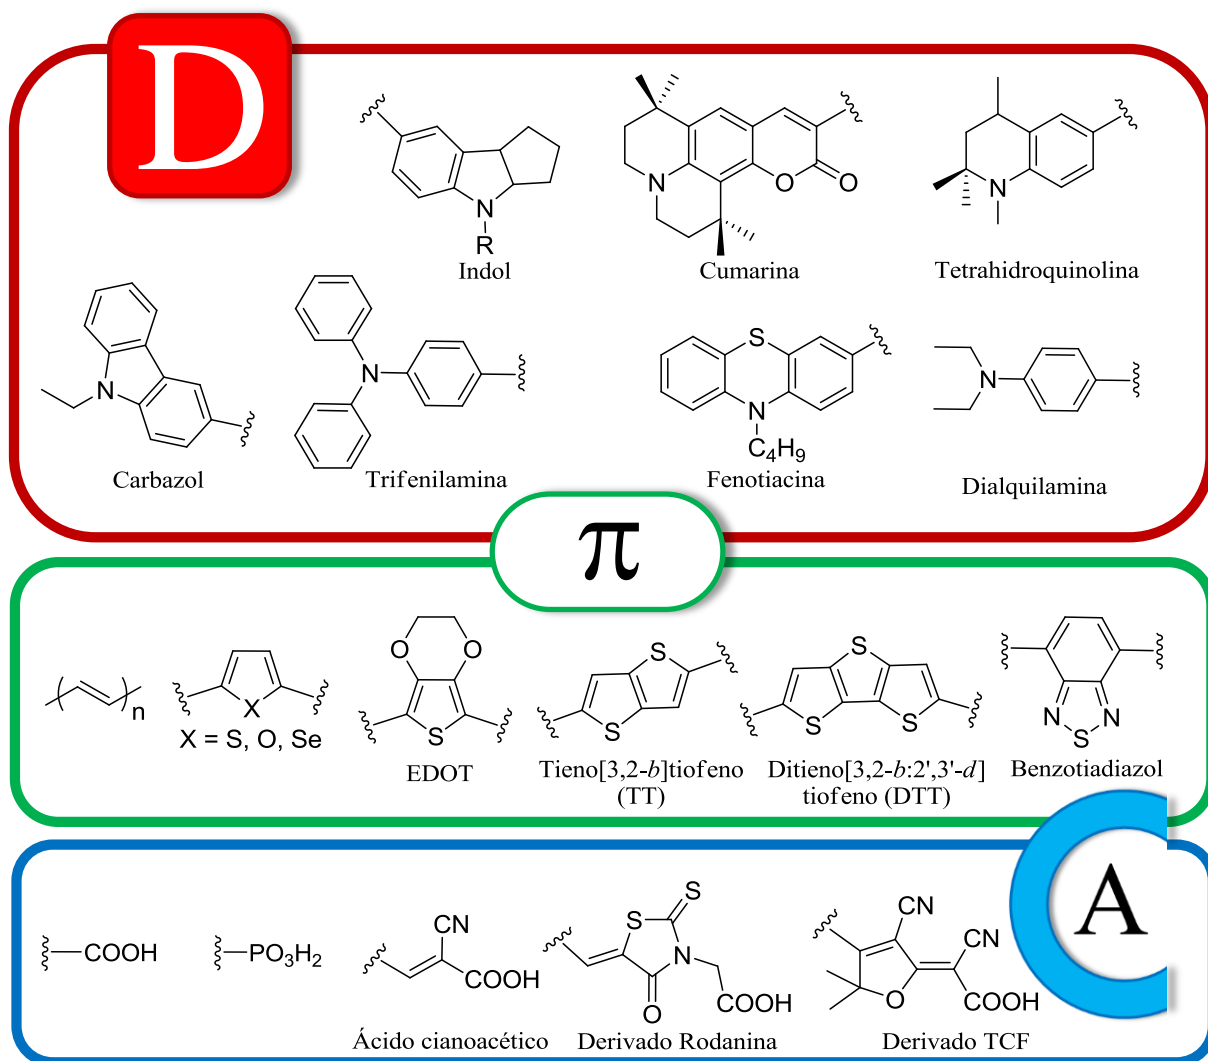 D
N
R
Indol
N
O
O
Cumarina
N
Tetrahidroquinolina
N
Carbazol
N
Trifenilamina
S
N
C4H9
Fenotiacina
N
Dialquilamina
π
n
X
X = S, O, Se
O
O
S
EDOT
S
S
Tieno[3,2-b]tiofeno
(TT)
S
S
S
Ditieno[3,2-b:2',3'-d]
tiofeno (DTT)
N
N
S
Benzotiadiazol
A
COOH
PO3H2
CN
COOH
Ácido cianoacético
S
S
N
O
COOH
Derivado Rodanina
CN
CN
O
COOH
Derivado TCF